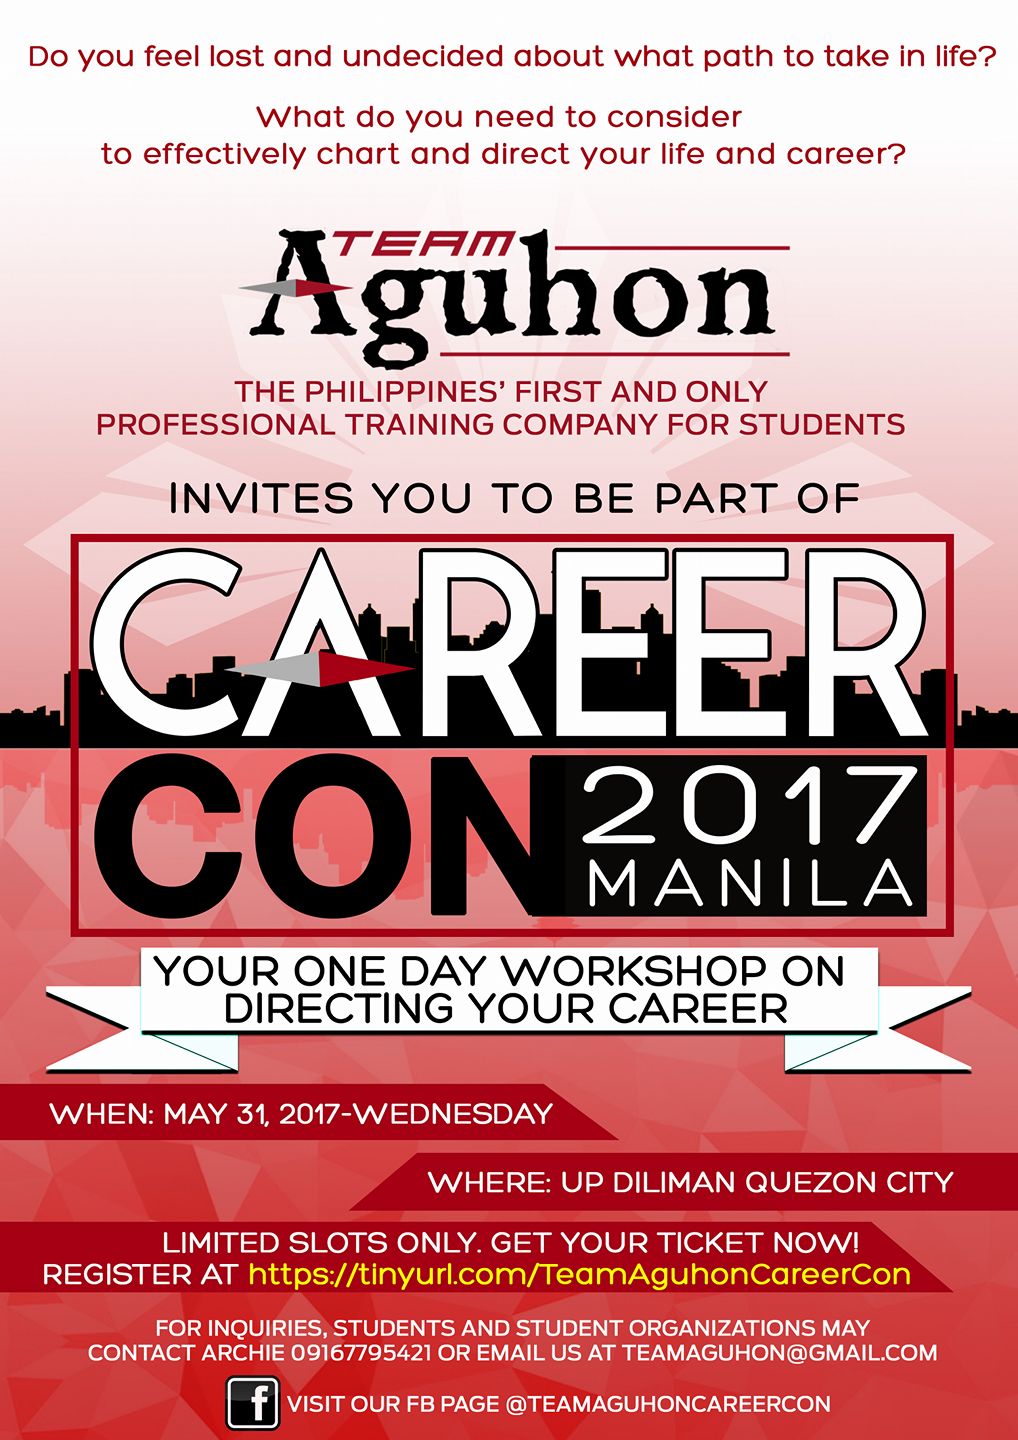 Do you feel lost and undecided about what path to take in life?
What do you need to consider
to effectively chart and direct your life and career?
TEAM
Aguhon
THE PHILIPPINES' FIRST AND ONLY
PROFESSIONAL TRAINING COMPANY FOR STUDENTS
INVITES YOU TO BE PART OF
CAREER
CON 2017
MANILA
YOUR ONE DAY WORKSHOP ON
DIRECTING YOUR CAREER
WHEN: MAY 31, 2017-WEDNESDAY
WHERE: UP DILIMAN QUEZON CITY
LIMITED SLOTS ONLY. GET YOUR TICKET NOW!
REGISTER AT https://tinyurl.com/TeamAguhonCareerCon
FOR INQUIRIES, STUDENTS AND STUDENT ORGANIZATIONS MAY
CONTACT ARCHIE 09167795421 OR EMAIL US AT TEAMAGUHON@GMAIL.COM
f VISIT OUR FB PAGE @TEAMAGUHONCAREERCON